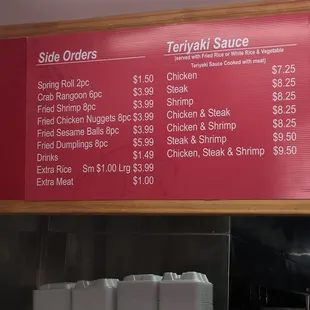 Side Orders
Spring Roll 2pc $1.50
Crab Rangoon 6pc $3.99
Fried Shrimp 8pc $3.99
Fried Chicken Nuggets 8pc $3.99
Fried Sesame Balls 8pc $3.99
Fried Dumplings 8pc $5.99
Drinks $1.49
Extra Rice Sm $1.00 Lrg $3.99
Extra Meat $1.00
Teriyaki Sauce
[served with Fried Rice or White Rice & Vegetable
Teriyaki Sauce Cooked with meat]
Chicken $7.25
Steak $8.25
Shrimp $8.25
Chicken & Steak $8.25
Chicken & Shrimp $8.25
Steak & Shrimp $9.50
Chicken, Steak & Shrimp $9.50